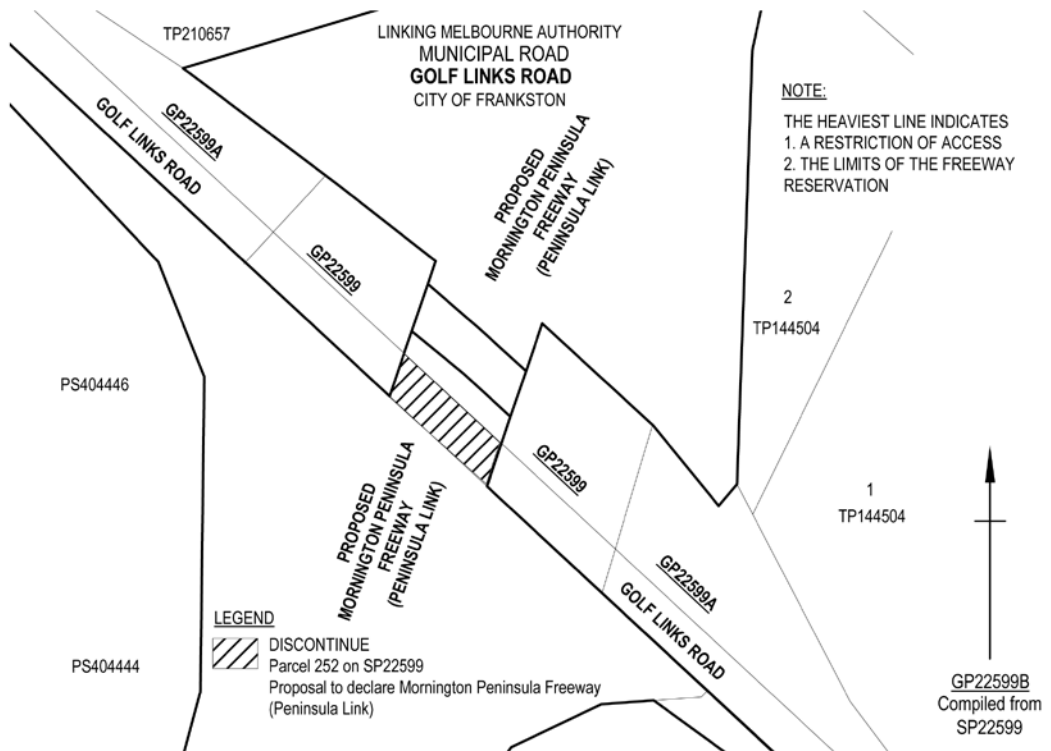 TP210657
LINKING MELBOURNE AUTHORITY
MUNICIPAL ROAD
GOLF LINKS ROAD
CITY OF FRANKSTON
NOTE:
THE HEAVIEST LINE INDICATES
1. A RESTRICTION OF ACCESS
2. THE LIMITS OF THE FREEWAY
RESERVATION
GP22599A
GOLF LINKS ROAD
PROPOSED
MORNINGTON PENINSULA
FREEWAY
(PENINSULA LINK)
GP22599
2
TP144504
PS404446
GP22599
PROPOSED
MORNINGTON PENINSULA
FREEWAY
(PENINSULA LINK)
1
TP144504
GP22599A
GOLF LINKS ROAD
LEGEND
DISCONTINUE
Parcel 252 on SP22599
Proposal to declare Mornington Peninsula Freeway
(Peninsula Link)
PS404444
GP22599B
Compiled from
SP22599